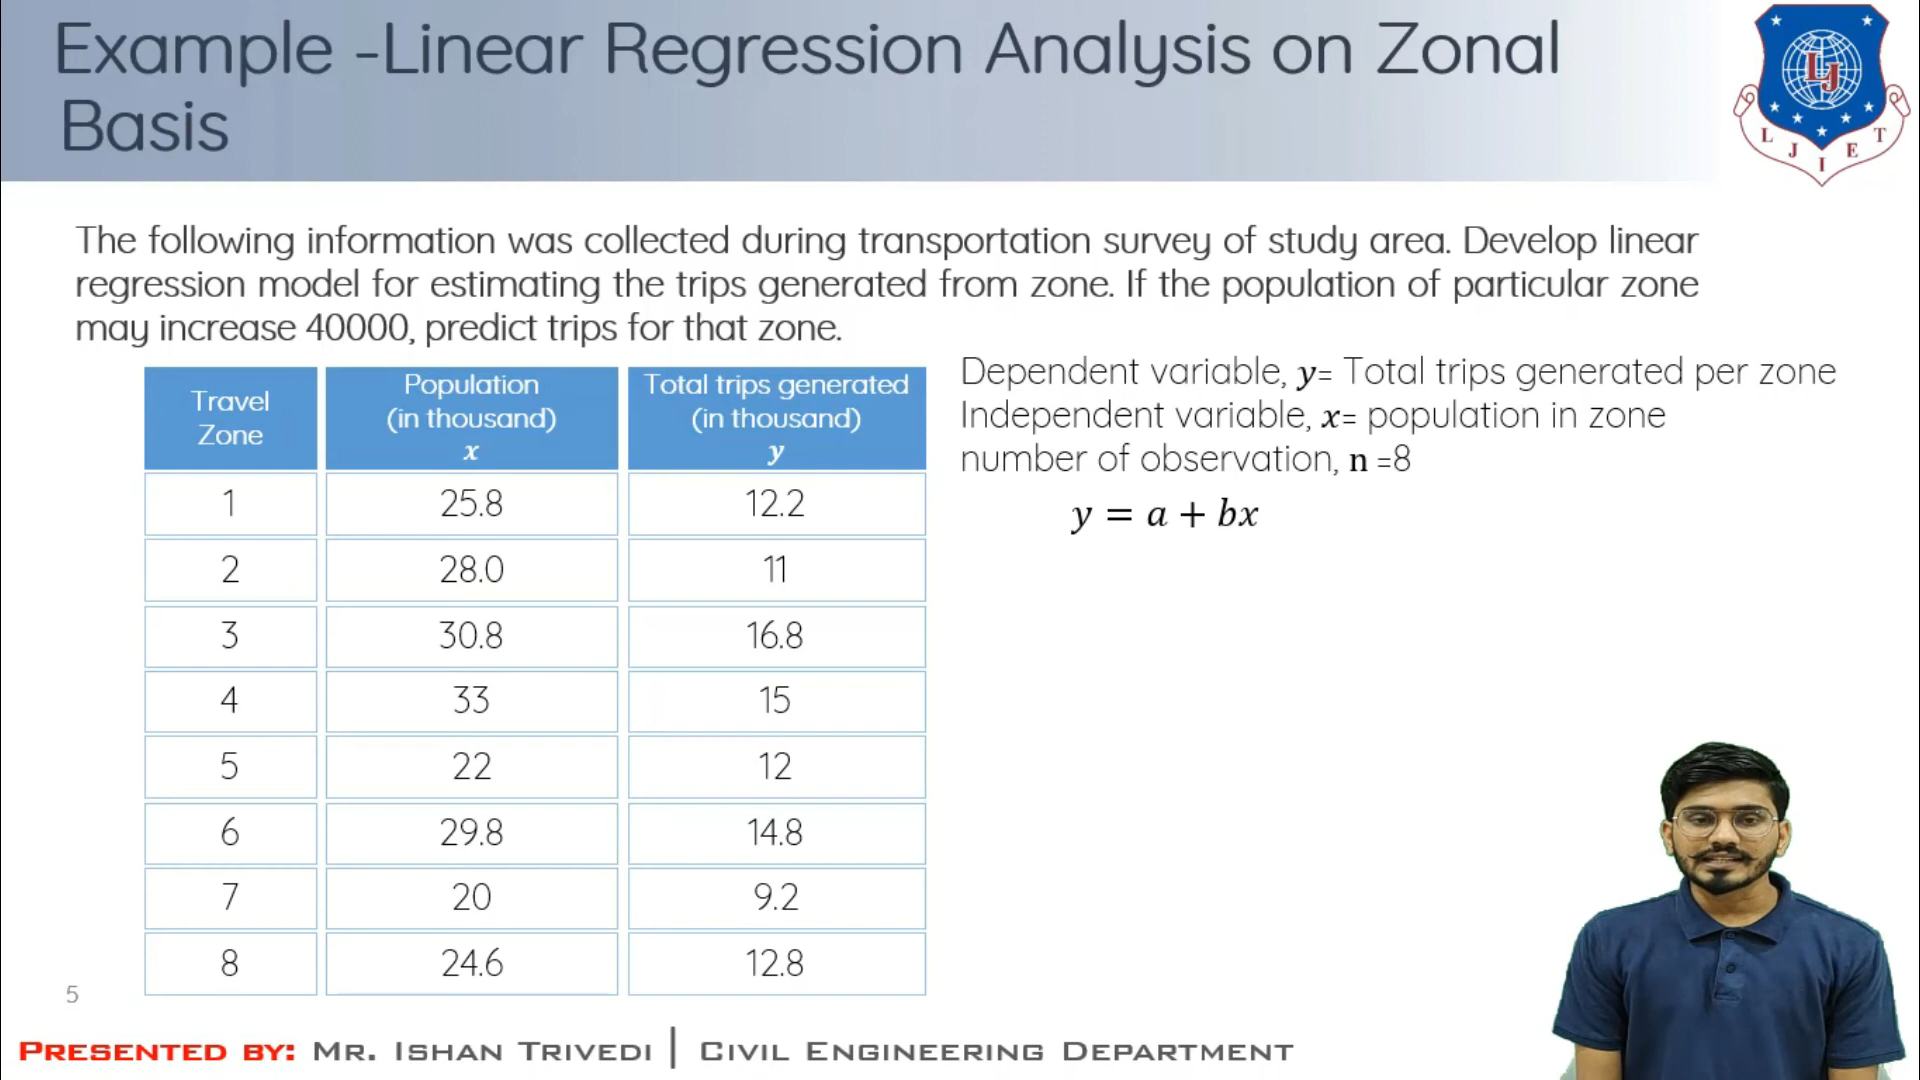 Example -Linear Regression Analysis on Zonal
Basis
LJ
L J I E T
The following information was collected during transportation survey of study area. Develop linear
regression model for estimating the trips generated from zone. If the population of particular zone
may increase 40000, predict trips for that zone.
Travel Zone | Population (in thousand) x | Total trips generated (in thousand) y
1 | 25.8 | 12.2
2 | 28.0 | 11
3 | 30.8 | 16.8
4 | 33 | 15
5 | 22 | 12
6 | 29.8 | 14.8
7 | 20 | 9.2
8 | 24.6 | 12.8
Dependent variable, y= Total trips generated per zone
Independent variable, x= population in zone
number of observation, n =8
y = a + bx
5
PRESENTED BY: MR. ISHAN TRIVEDI | CIVIL ENGINEERING DEPARTMENT